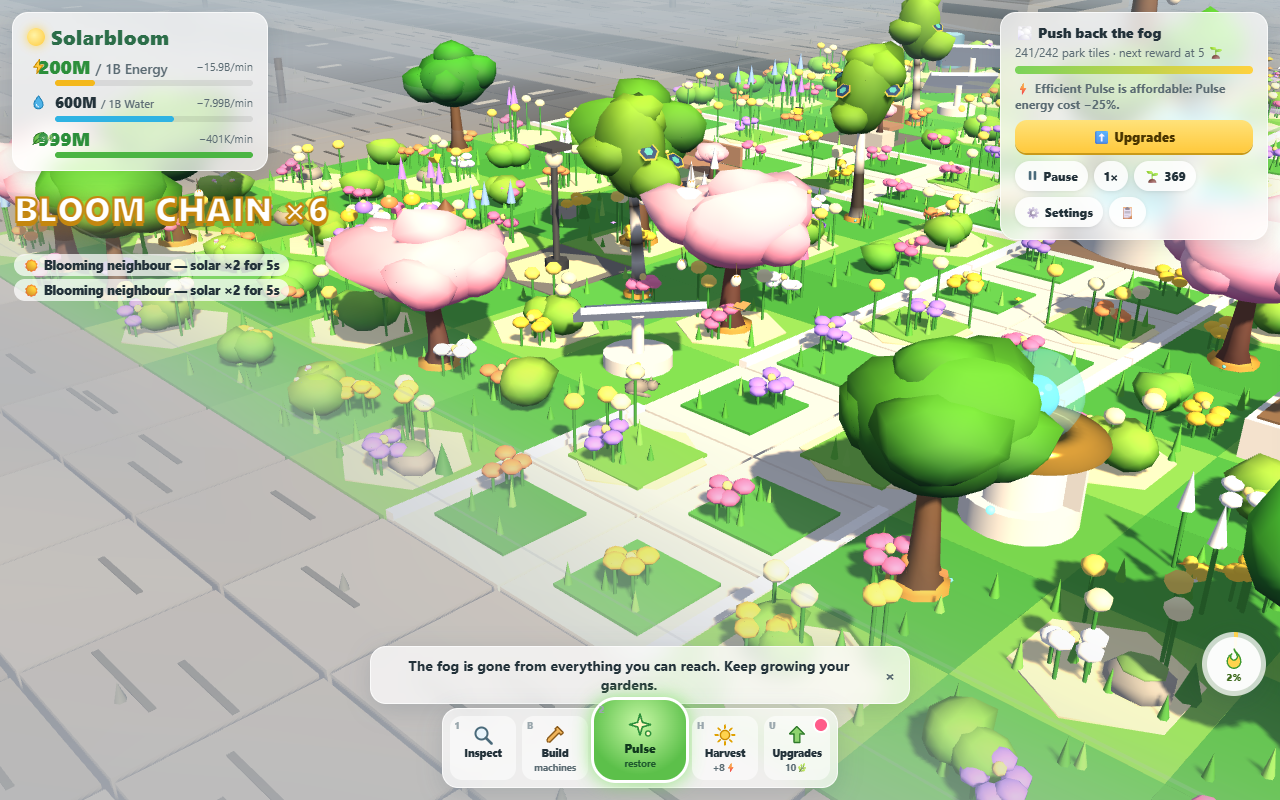 Solarbloom
200M / 1B Energy −15.9B/min
600M / 1B Water −7.99B/min
999M −401K/min
BLOOM CHAIN ×6
Blooming neighbour — solar ×2 for 5s
Blooming neighbour — solar ×2 for 5s
Push back the fog
241/242 park tiles · next reward at 5
Efficient Pulse is affordable: Pulse
energy cost −25%.
Upgrades
Pause 1× 369
Settings
2%
The fog is gone from everything you can reach. Keep growing your
gardens.
×
1 Inspect
B Build
machines
Pulse
restore
H Harvest
+8
U Upgrades
10